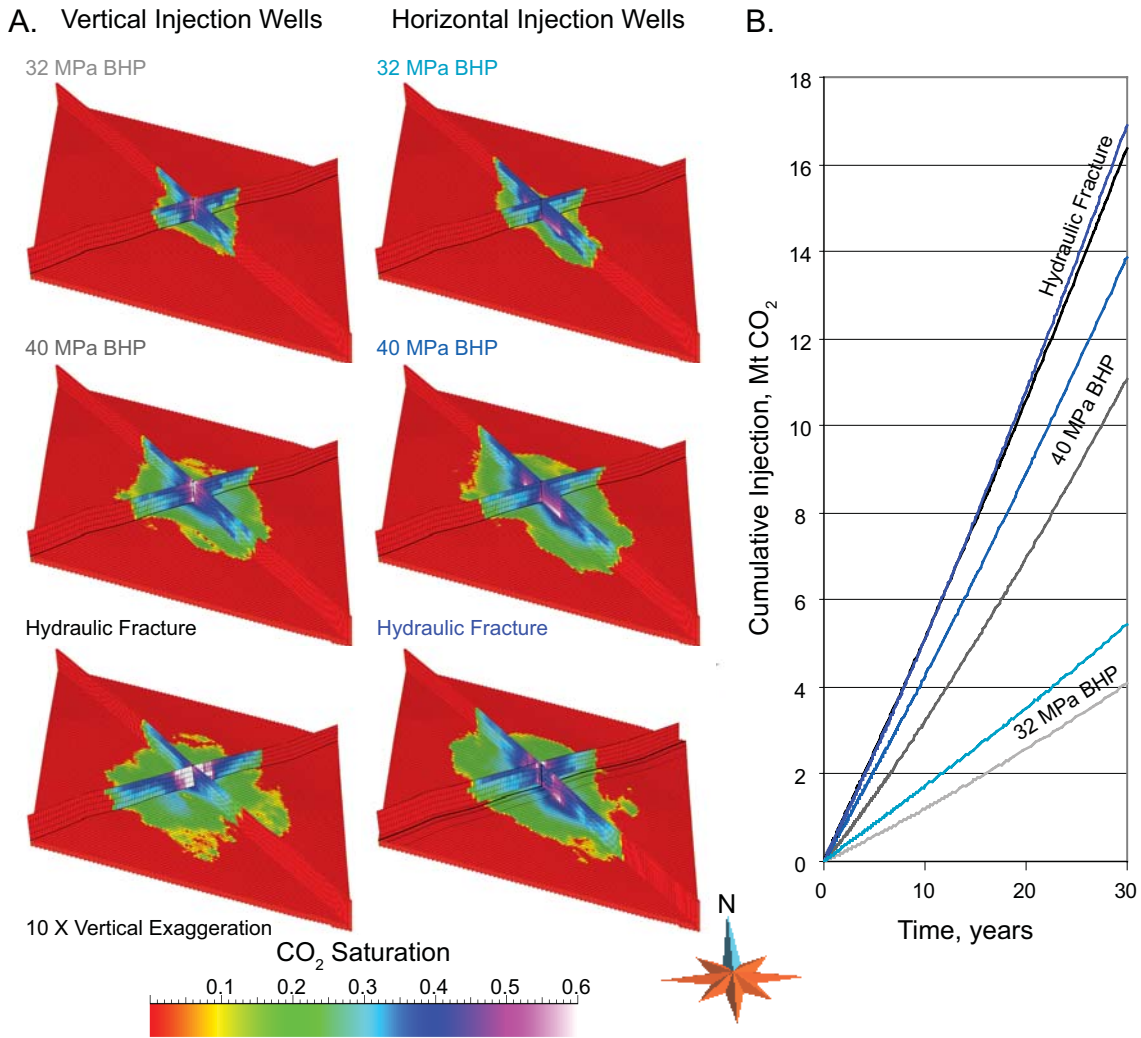 A.
Vertical Injection Wells
Horizontal Injection Wells
32 MPa BHP
32 MPa BHP
40 MPa BHP
40 MPa BHP
Hydraulic Fracture
Hydraulic Fracture
10 X Vertical Exaggeration
CO₂ Saturation
0.1 0.2 0.3 0.4 0.5 0.6
N
B.
Cumulative Injection, Mt CO₂
18
16
14
12
10
8
6
4
2
0
Hydraulic Fracture
40 MPa BHP
32 MPa BHP
0 10 20 30
Time, years